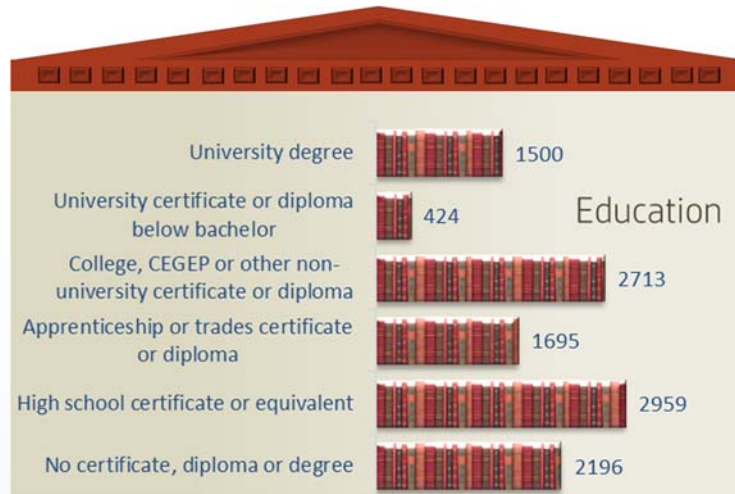 University degree
1500
University certificate or diploma
below bachelor
424
Education
College, CEGEP or other non-
university certificate or diploma
2713
Apprenticeship or trades certificate
or diploma
1695
High school certificate or equivalent
2959
No certificate, diploma or degree
2196